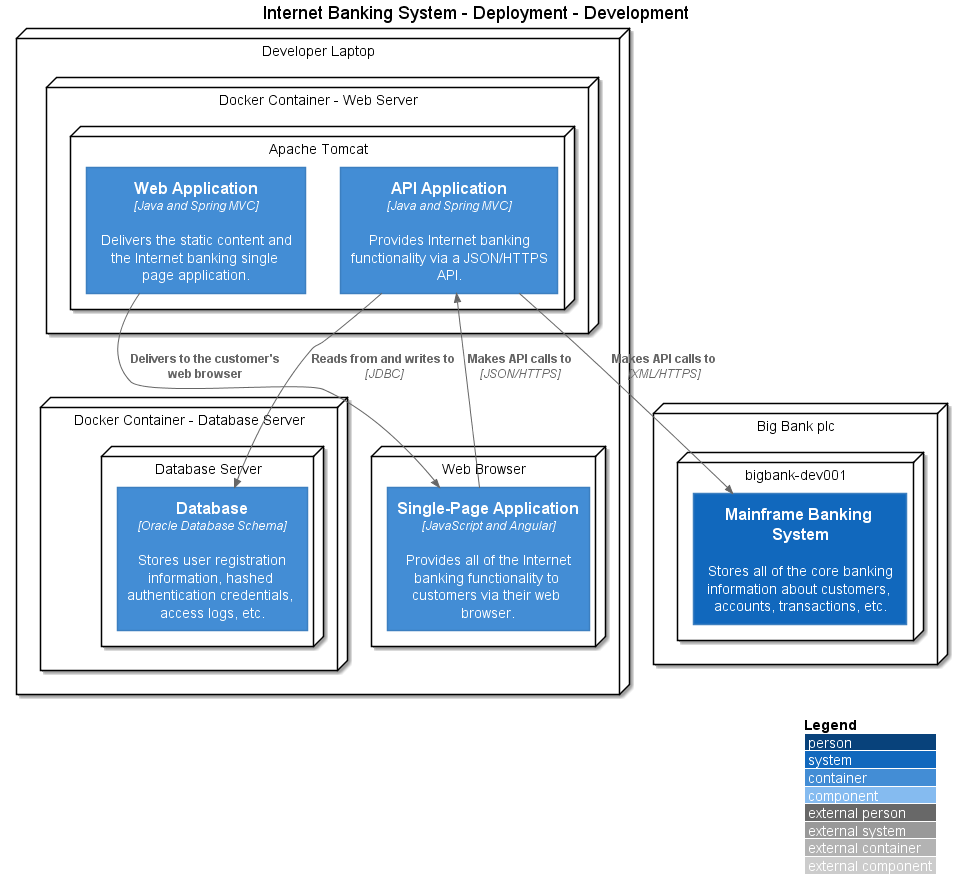 Internet Banking System - Deployment - Development
Developer Laptop
Docker Container - Web Server
Apache Tomcat
Web Application
[Java and Spring MVC]
Delivers the static content and
the Internet banking single
page application.
API Application
[Java and Spring MVC]
Provides Internet banking
functionality via a JSON/HTTPS
API.
Delivers to the customer's
web browser
Reads from and writes to
[JDBC]
Makes API calls to
[JSON/HTTPS]
Makes API calls to
[XML/HTTPS]
Docker Container - Database Server
Database Server
Database
[Oracle Database Schema]
Stores user registration
information, hashed
authentication credentials,
access logs, etc.
Web Browser
Single-Page Application
[JavaScript and Angular]
Provides all of the Internet
banking functionality to
customers via their web
browser.
Big Bank plc
bigbank-dev001
Mainframe Banking
System
Stores all of the core banking
information about customers,
accounts, transactions, etc.
Legend
person
system
container
component
external person
external system
external container
external component